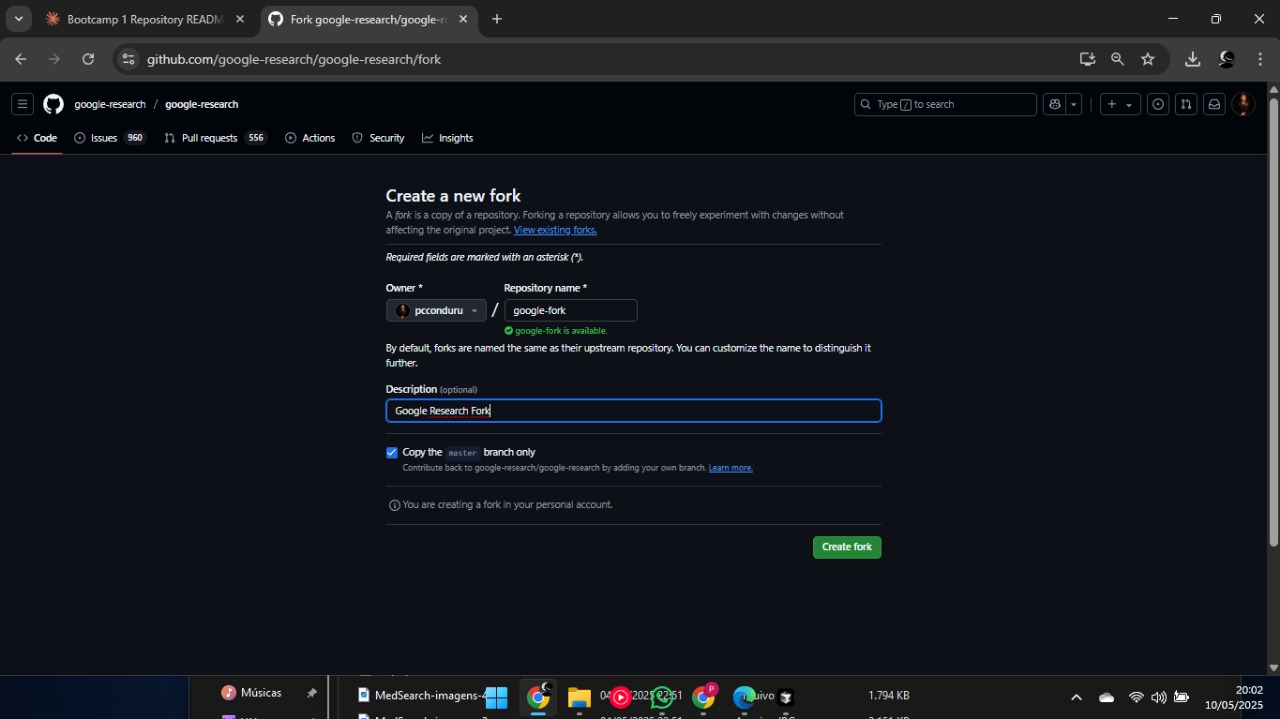 Bootcamp 1 Repository READM
Fork google-research/google-r
github.com/google-research/google-research/fork
google-research / google-research
Type / to search
Code
Issues 960
Pull requests 556
Actions
Security
Insights
Create a new fork
A fork is a copy of a repository. Forking a repository allows you to freely experiment with changes without
affecting the original project. View existing forks.
Required fields are marked with an asterisk (*).
Owner *
Repository name *
pcconduru / google-fork
google-fork is available.
By default, forks are named the same as their upstream repository. You can customize the name to distinguish it
further.
Description (optional)
Google Research Fork
Copy the master branch only
Contribute back to google-research/google-research by adding your own branch. Learn more.
You are creating a fork in your personal account.
Create fork
Músicas
MedSearch-imagens-4
1.794 KB
20:02
10/05/2025